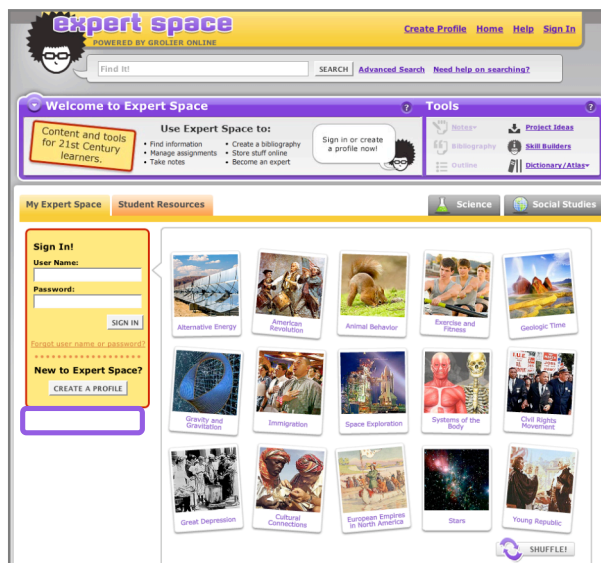 expert space
POWERED BY GROLIER ONLINE
Create Profile Home Help Sign In
Find It!
SEARCH Advanced Search Need help on searching?
Welcome to Expert Space ?
Content and tools
for 21st Century
learners.
Use Expert Space to:
• Find information
• Manage assignments
• Take notes
• Create a bibliography
• Store stuff online
• Become an expert
Sign in or create
a profile now!
Tools ?
Notes
Project Ideas
Bibliography
Skill Builders
Outline
Dictionary/Atlas
My Expert Space
Student Resources
Science
Social Studies
Sign In!
User Name:
Password:
SIGN IN
Forgot user name or password?
New to Expert Space?
CREATE A PROFILE
Alternative Energy
American
Revolution
Animal Behavior
Exercise and
Fitness
Geologic Time
Gravity and
Gravitation
Immigration
Space Exploration
Systems of the
Body
Civil Rights
Movement
Great Depression
Cultural
Connections
European Empires
in North America
Stars
Young Republic
SHUFFLE!